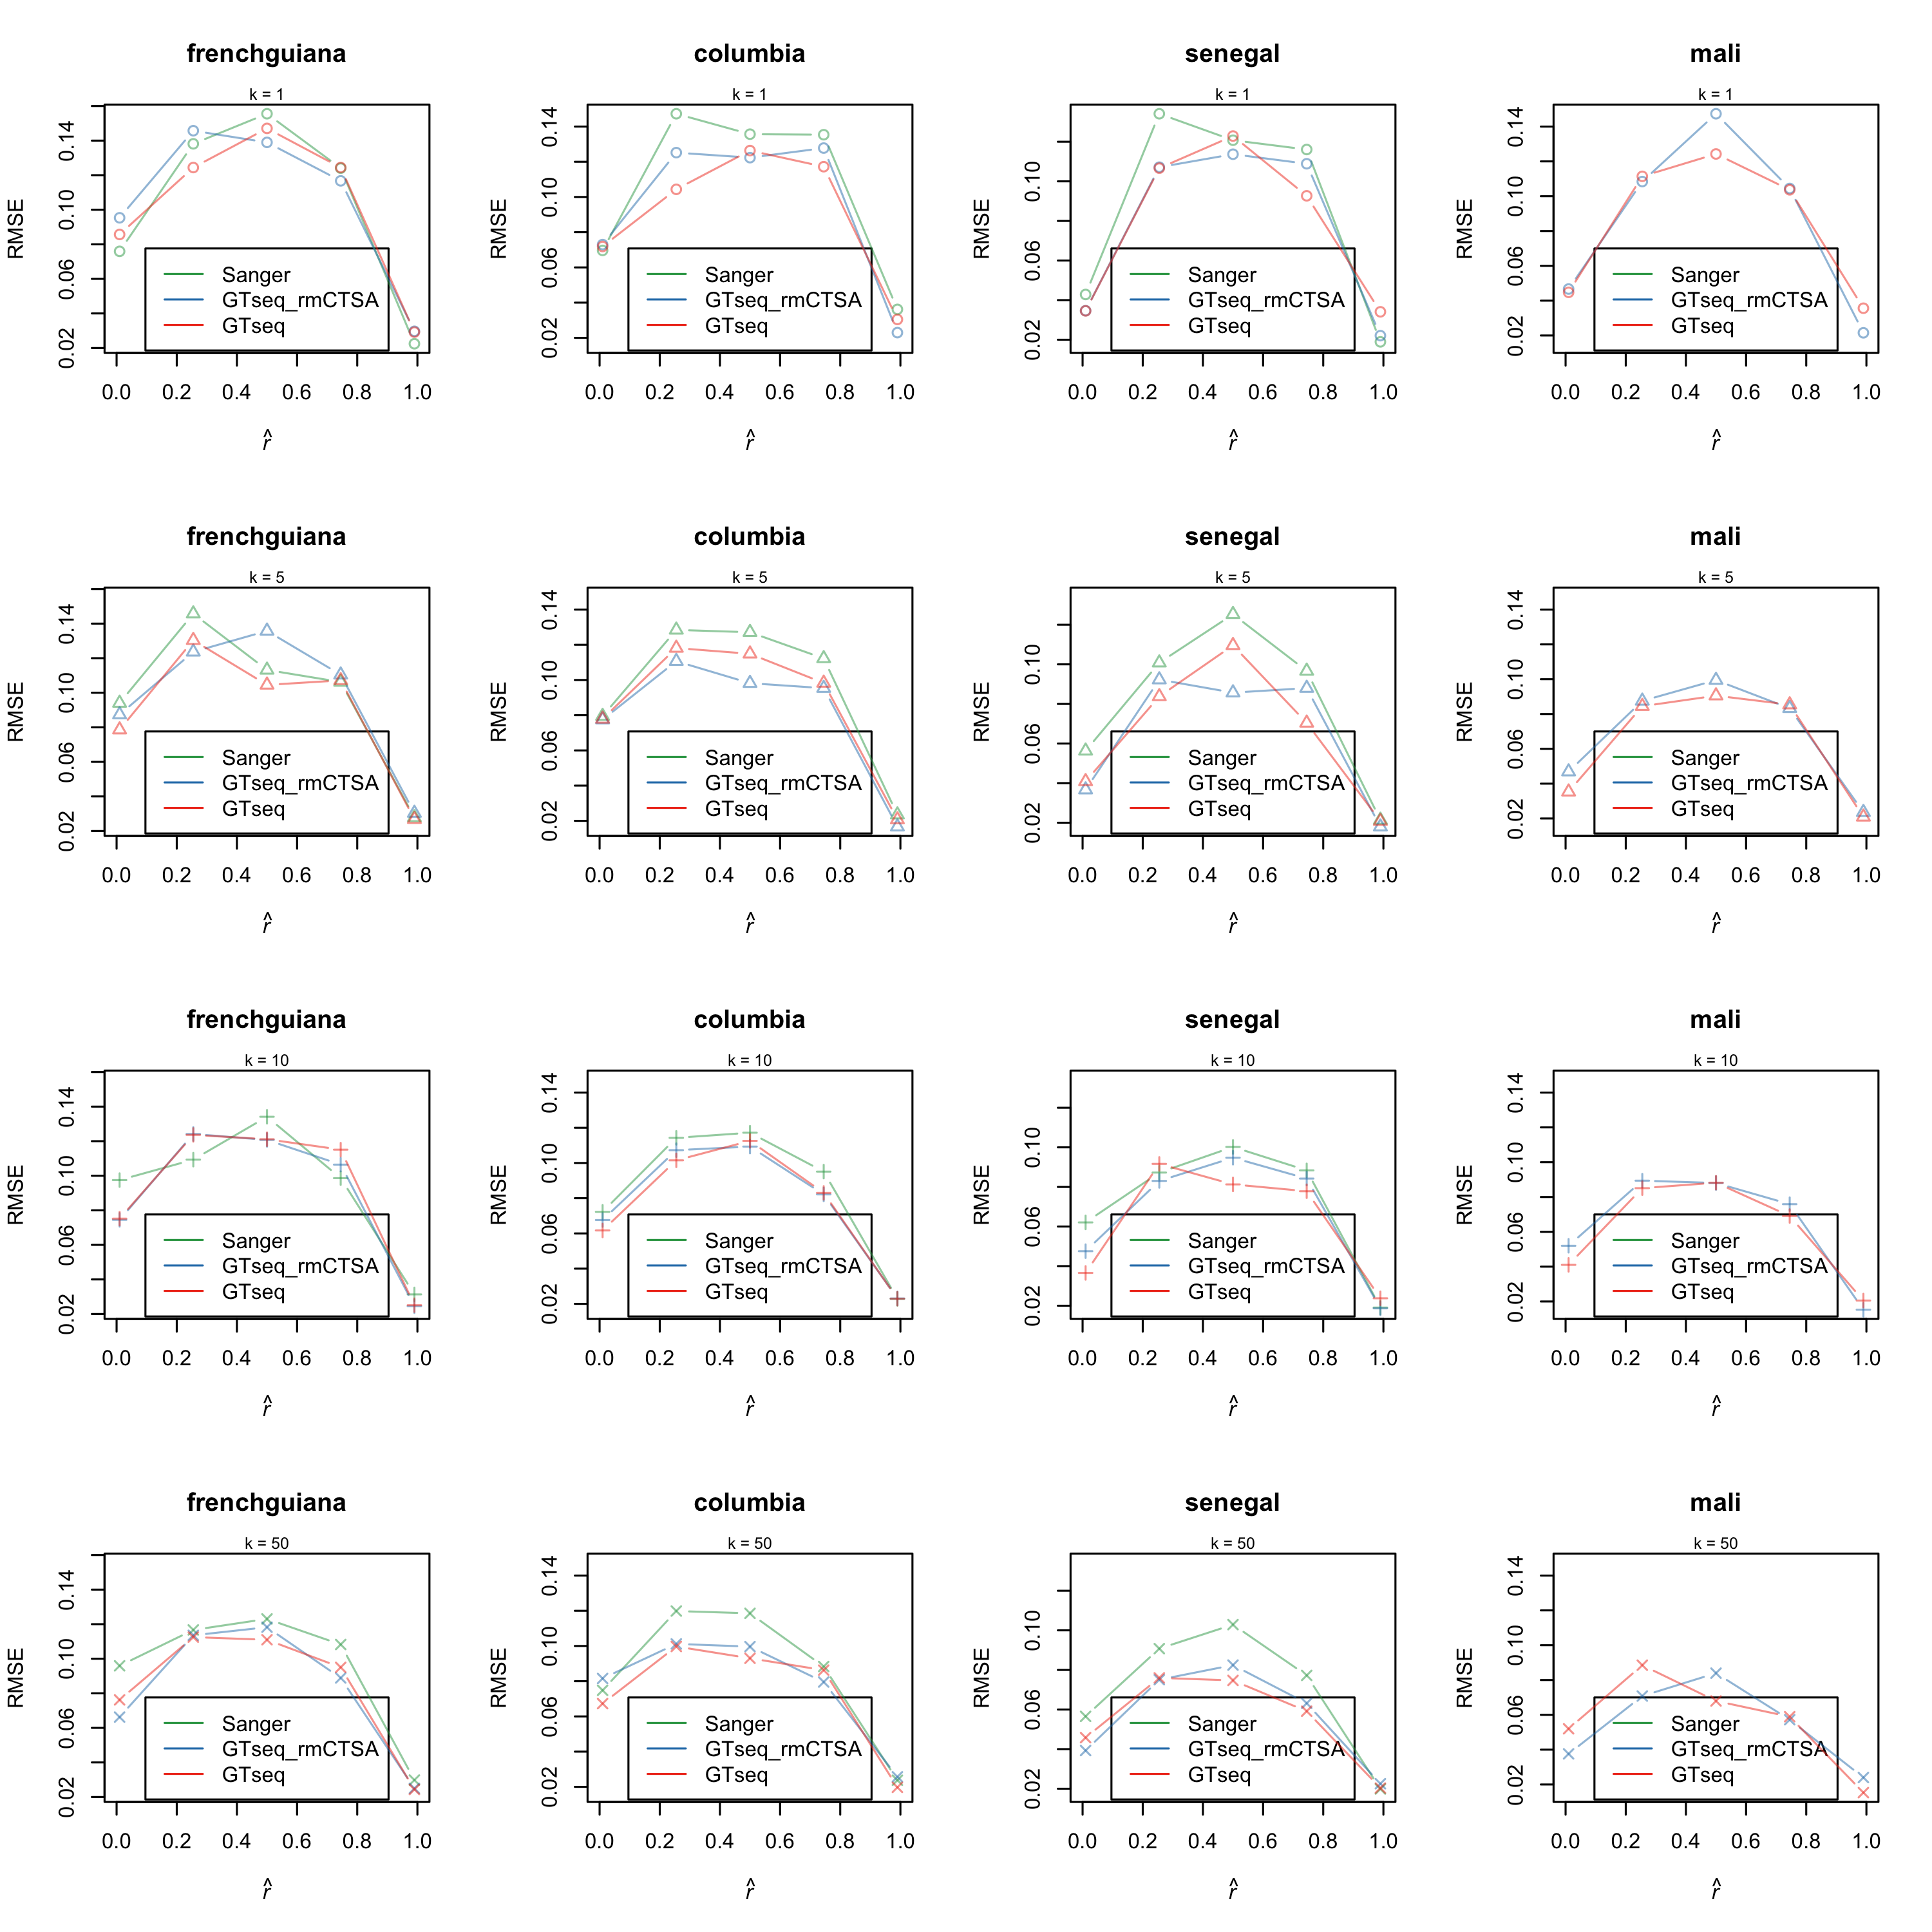 frenchguiana
k = 1
RMSE
0.02 0.06 0.10 0.14
Sanger
GTseq_rmCTSA
GTseq
0.0 0.2 0.4 0.6 0.8 1.0
r̂
columbia
k = 1
RMSE
0.02 0.06 0.10 0.14
Sanger
GTseq_rmCTSA
GTseq
0.0 0.2 0.4 0.6 0.8 1.0
r̂
senegal
k = 1
RMSE
0.02 0.06 0.10
Sanger
GTseq_rmCTSA
GTseq
0.0 0.2 0.4 0.6 0.8 1.0
r̂
mali
k = 1
RMSE
0.02 0.06 0.10 0.14
Sanger
GTseq_rmCTSA
GTseq
0.0 0.2 0.4 0.6 0.8 1.0
r̂
frenchguiana
k = 5
RMSE
0.02 0.06 0.10 0.14
Sanger
GTseq_rmCTSA
GTseq
0.0 0.2 0.4 0.6 0.8 1.0
r̂
columbia
k = 5
RMSE
0.02 0.06 0.10 0.14
Sanger
GTseq_rmCTSA
GTseq
0.0 0.2 0.4 0.6 0.8 1.0
r̂
senegal
k = 5
RMSE
0.02 0.06 0.10
Sanger
GTseq_rmCTSA
GTseq
0.0 0.2 0.4 0.6 0.8 1.0
r̂
mali
k = 5
RMSE
0.02 0.06 0.10 0.14
Sanger
GTseq_rmCTSA
GTseq
0.0 0.2 0.4 0.6 0.8 1.0
r̂
frenchguiana
k = 10
RMSE
0.02 0.06 0.10 0.14
Sanger
GTseq_rmCTSA
GTseq
0.0 0.2 0.4 0.6 0.8 1.0
r̂
columbia
k = 10
RMSE
0.02 0.06 0.10 0.14
Sanger
GTseq_rmCTSA
GTseq
0.0 0.2 0.4 0.6 0.8 1.0
r̂
senegal
k = 10
RMSE
0.02 0.06 0.10
Sanger
GTseq_rmCTSA
GTseq
0.0 0.2 0.4 0.6 0.8 1.0
r̂
mali
k = 10
RMSE
0.02 0.06 0.10 0.14
Sanger
GTseq_rmCTSA
GTseq
0.0 0.2 0.4 0.6 0.8 1.0
r̂
frenchguiana
k = 50
RMSE
0.02 0.06 0.10 0.14
Sanger
GTseq_rmCTSA
GTseq
0.0 0.2 0.4 0.6 0.8 1.0
r̂
columbia
k = 50
RMSE
0.02 0.06 0.10 0.14
Sanger
GTseq_rmCTSA
GTseq
0.0 0.2 0.4 0.6 0.8 1.0
r̂
senegal
k = 50
RMSE
0.02 0.06 0.10
Sanger
GTseq_rmCTSA
GTseq
0.0 0.2 0.4 0.6 0.8 1.0
r̂
mali
k = 50
RMSE
0.02 0.06 0.10 0.14
Sanger
GTseq_rmCTSA
GTseq
0.0 0.2 0.4 0.6 0.8 1.0
r̂